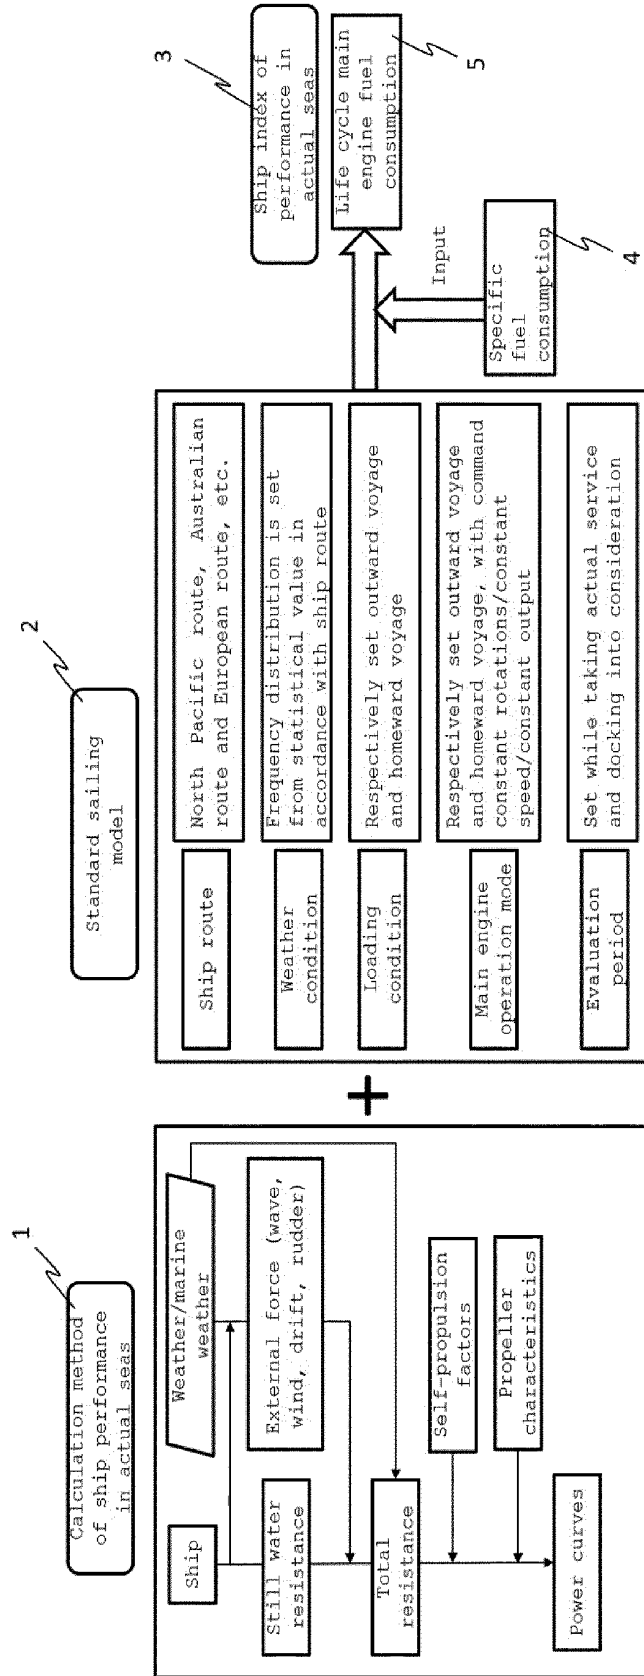 1
Calculation method
of ship performance
in actual seas
Ship
Weather/marine
weather
Still water
resistance
External force (wave,
wind, drift, rudder)
Total
resistance
Self-propulsion
factors
Propeller
characteristics
Power curves
+
2
Standard sailing
model
Ship route
North Pacific route, Australian
route and European route, etc.
Weather
condition
Frequency distribution is set
from statistical value in
accordance with ship route
Loading
condition
Respectively set outward voyage
and homeward voyage
Main engine
operation mode
Respectively set outward voyage
and homeward voyage, with command
constant rotations/constant
speed/constant output
Evaluation
period
Set while taking actual service
and docking into consideration
3
Ship index of
performance in
actual seas
Life cycle main
engine fuel
consumption
5
Input
Specific
fuel
consumption
4